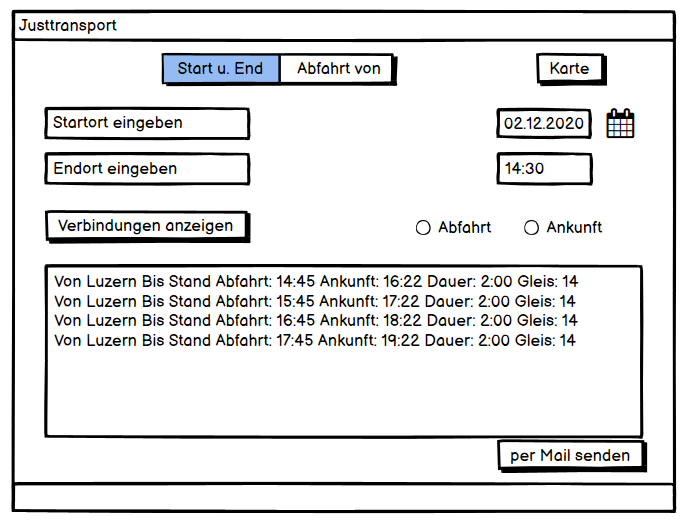 Justtransport
Start u. End Abfahrt von Karte
Startort eingeben 02.12.2020
Endort eingeben 14:30
Verbindungen anzeigen Abfahrt Ankunft
Von Luzern Bis Stand Abfahrt: 14:45 Ankunft: 16:22 Dauer: 2:00 Gleis: 14
Von Luzern Bis Stand Abfahrt: 15:45 Ankunft: 17:22 Dauer: 2:00 Gleis: 14
Von Luzern Bis Stand Abfahrt: 16:45 Ankunft: 18:22 Dauer: 2:00 Gleis: 14
Von Luzern Bis Stand Abfahrt: 17:45 Ankunft: 19:22 Dauer: 2:00 Gleis: 14
per Mail senden